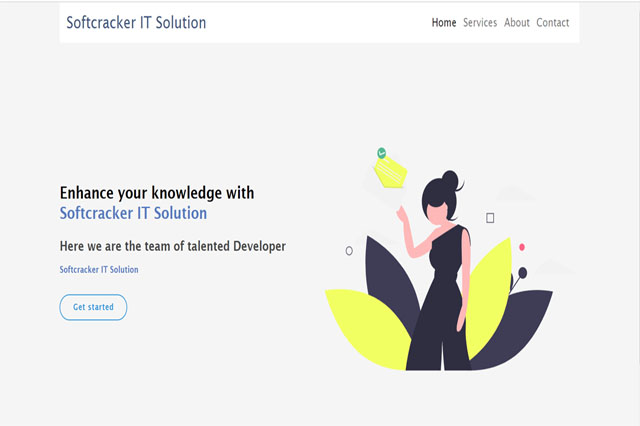 Softcracker IT Solution
Home Services About Contact
Enhance your knowledge with
Softcracker IT Solution
Here we are the team of talented Developer
Softcracker IT Solution
Get started